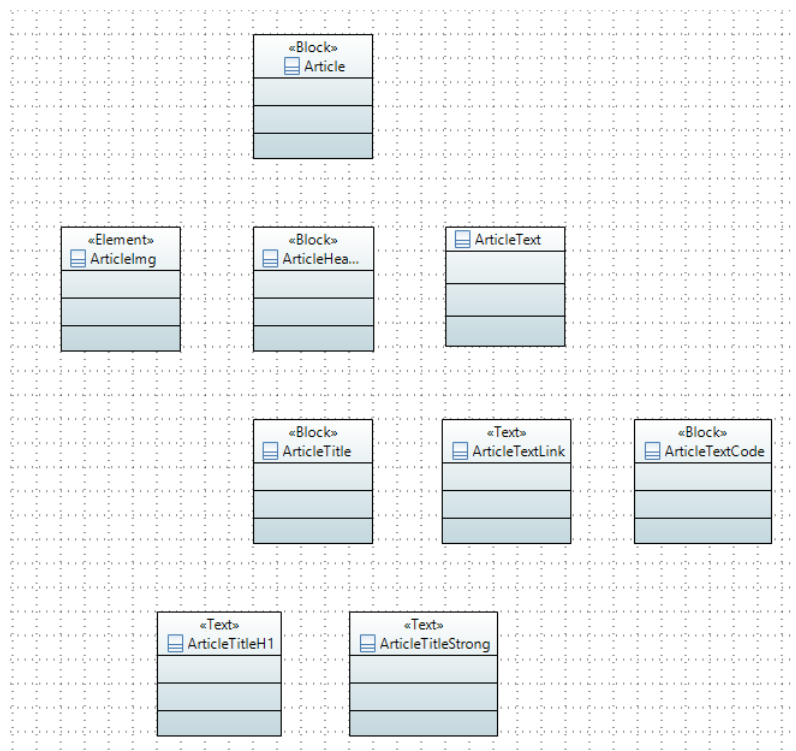 «Block»
Article
«Element»
ArticleImg
«Block»
ArticleHea...
ArticleText
«Block»
ArticleTitle
«Text»
ArticleTextLink
«Block»
ArticleTextCode
«Text»
ArticleTitleH1
«Text»
ArticleTitleStrong